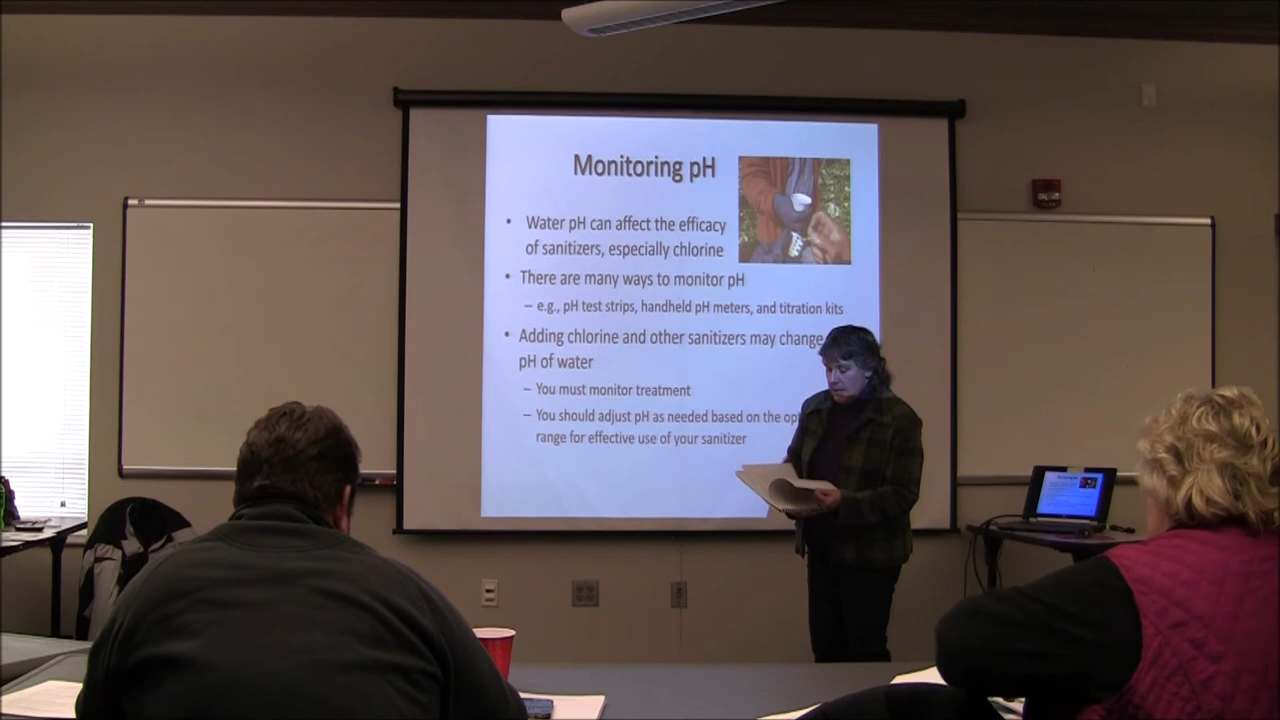 Monitoring pH
• Water pH can affect the efficacy
of sanitizers, especially chlorine
• There are many ways to monitor pH
– e.g., pH test strips, handheld pH meters, and titration kits
• Adding chlorine and other sanitizers may change
pH of water
– You must monitor treatment
– You should adjust pH as needed based on the
range for effective use of your sanitizer